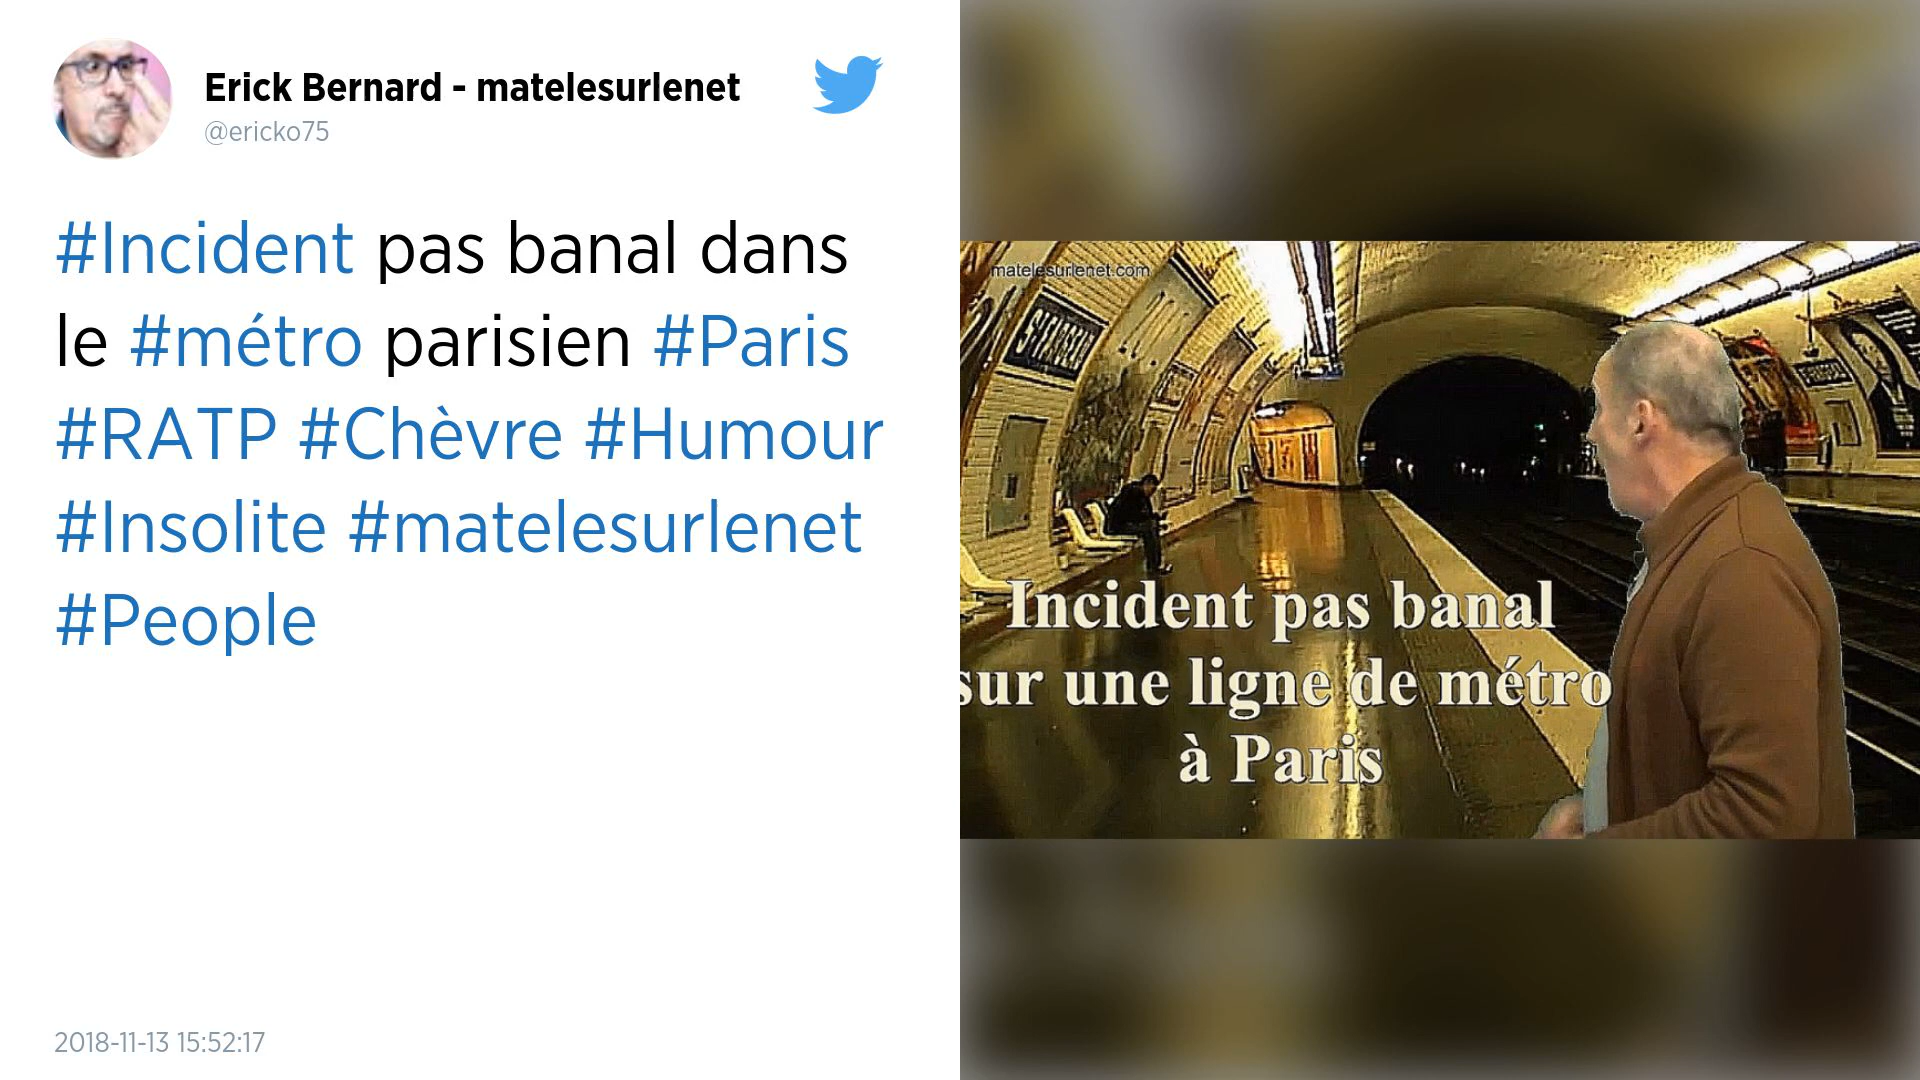 Erick Bernard - matelesurlenet
@ericko75
#Incident pas banal dans
le #métro parisien #Paris
#RATP #Chèvre #Humour
#Insolite #matelesurlenet
#People
2018-11-13 15:52:17
matelesurlenet.com
Incident pas banal
sur une ligne de métro
à Paris